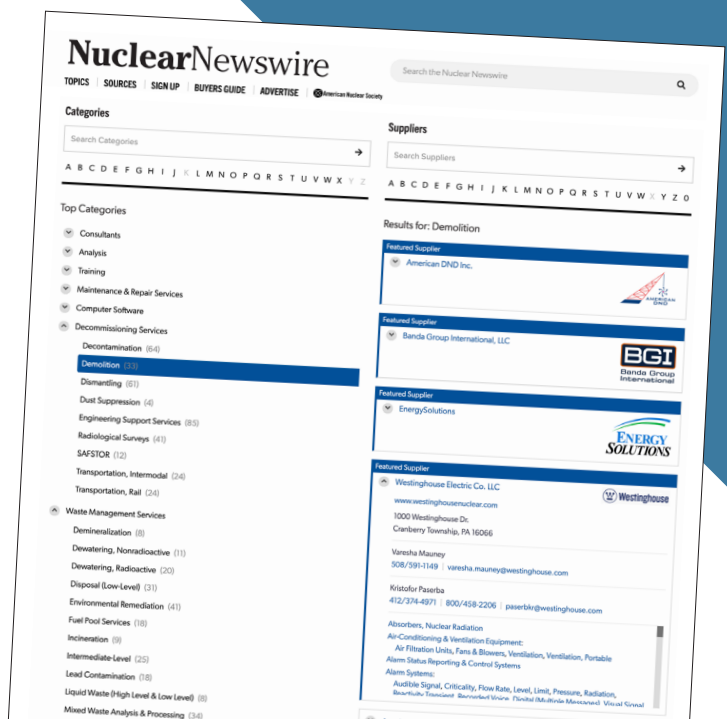 NuclearNewswire
Search the Nuclear Newswire
TOPICS SOURCES SIGN UP BUYERS GUIDE ADVERTISE American Nuclear Society
Categories
Search Categories
A B C D E F G H I J K L M N O P Q R S T U V W X Y Z
Top Categories
Consultants
Analysis
Training
Maintenance & Repair Services
Computer Software
Decommissioning Services
Decontamination (64)
Demolition (33)
Dismantling (61)
Dust Suppression (4)
Engineering Support Services (85)
Radiological Surveys (41)
SAFSTOR (12)
Transportation, Intermodal (24)
Transportation, Rail (24)
Waste Management Services
Demineralization (8)
Dewatering, Nonradioactive (11)
Dewatering, Radioactive (20)
Disposal (Low-Level) (31)
Environmental Remediation (41)
Fuel Pool Services (18)
Incineration (9)
Intermediate-Level (25)
Lead Contamination (18)
Liquid Waste (High Level & Low Level) (8)
Mixed Waste Analysis & Processing (34)
Suppliers
Search Suppliers
A B C D E F G H I J K L M N O P Q R S T U V W X Y Z 0
Results for: Demolition
Featured Supplier
American DND Inc.
AMERICAN
DND
Featured Supplier
Banda Group International, LLC
BGI
Banda Group
International
Featured Supplier
EnergySolutions
ENERGY
SOLUTIONS
Featured Supplier
Westinghouse Electric Co. LLC
Westinghouse
www.westinghousenuclear.com
1000 Westinghouse Dr.
Cranberry Township, PA 16066
Varesha Mauney
508/591-1149 | varesha.mauney@westinghouse.com
Kristofor Paserba
412/374-4971 | 800/458-2206 | paserbkr@westinghouse.com
Absorbers, Nuclear Radiation
Air-Conditioning & Ventilation Equipment:
Air Filtration Units, Fans & Blowers, Ventilation, Ventilation, Portable
Alarm Status Reporting & Control Systems
Alarm Systems:
Audible Signal, Criticality, Flow Rate, Level, Limit, Pressure, Radiation,
Reactivity Transient, Recorded Voice, Digital (Multiple Messages), Visual Signal